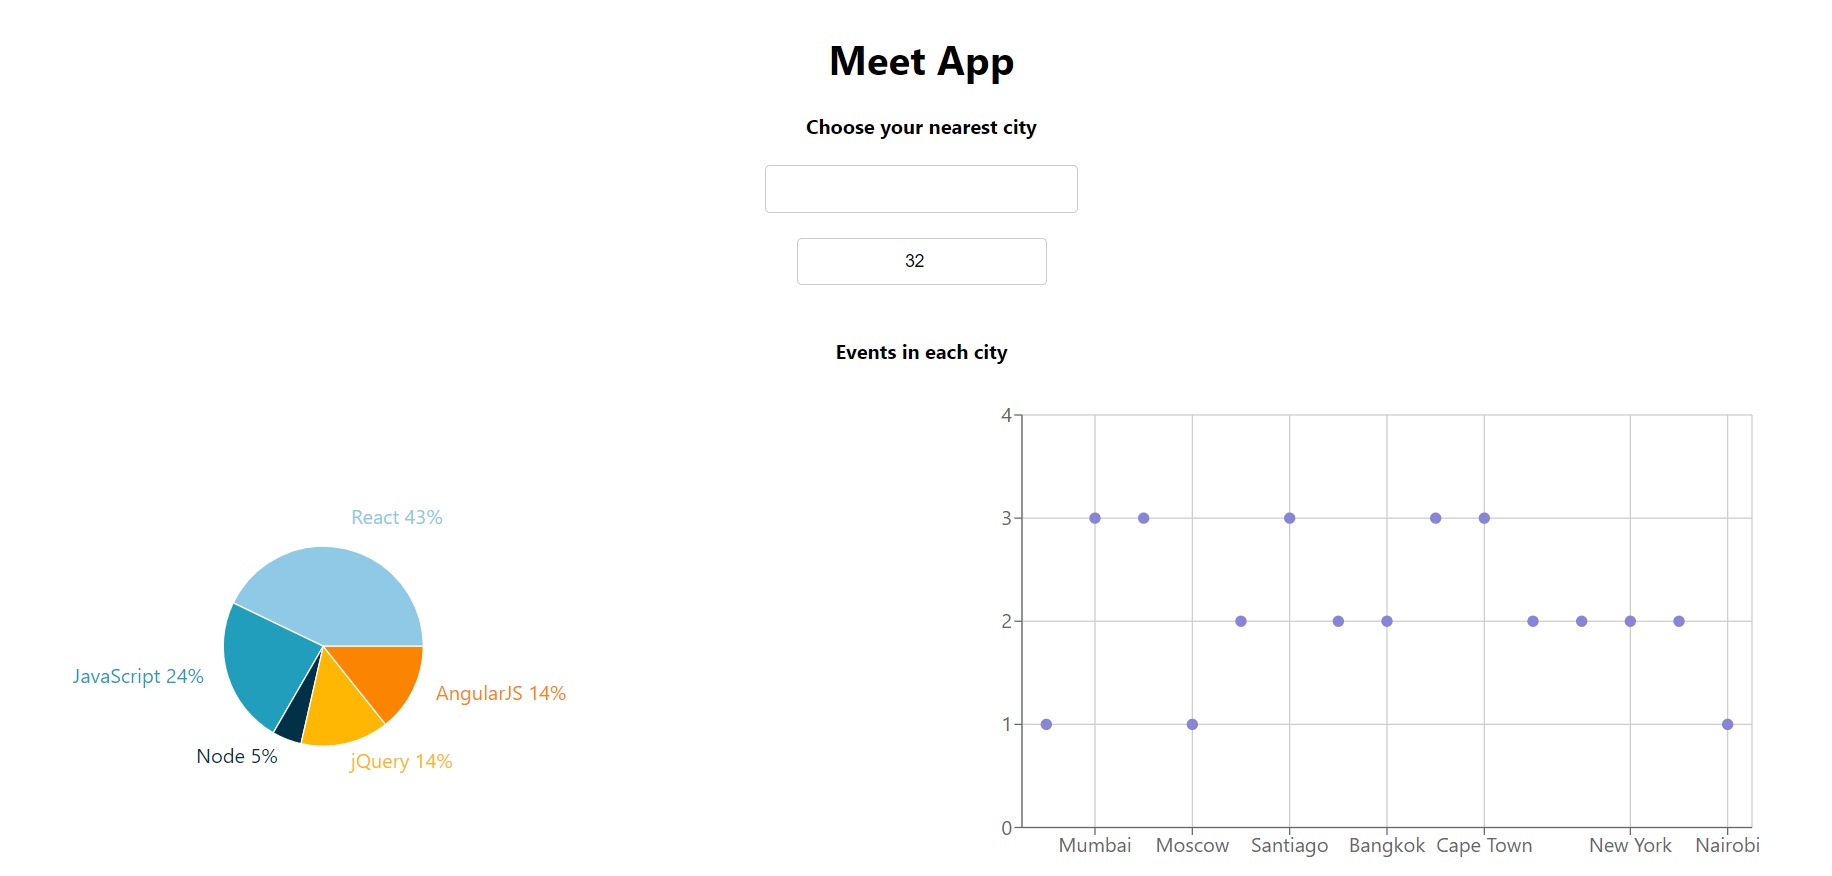 Meet App
Choose your nearest city
32
Events in each city
React 43%
JavaScript 24%
Node 5%
jQuery 14%
AngularJS 14%
4
3
2
1
0
Mumbai Moscow Santiago Bangkok Cape Town New York Nairobi